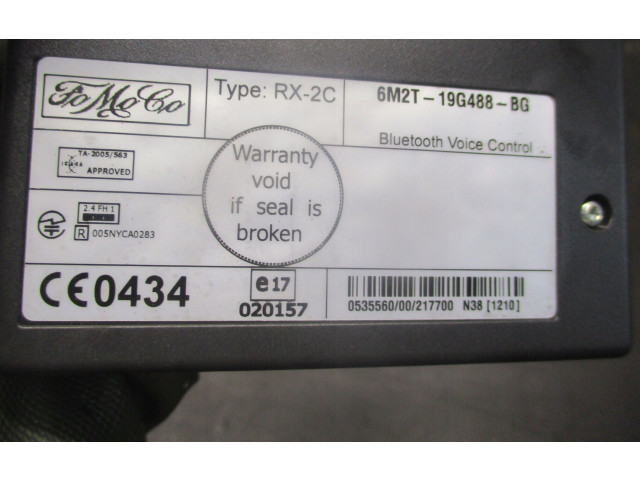 FoMoCo
Type: RX-2C
6M2T-19G488-BG
Bluetooth Voice Control
TA-2005/563
APPROVED
Warranty
void
if seal is
broken
2.4 FH 1
R 005NYCA0283
CE0434
e17
020157
0535560/00/217700 N38 [1210]